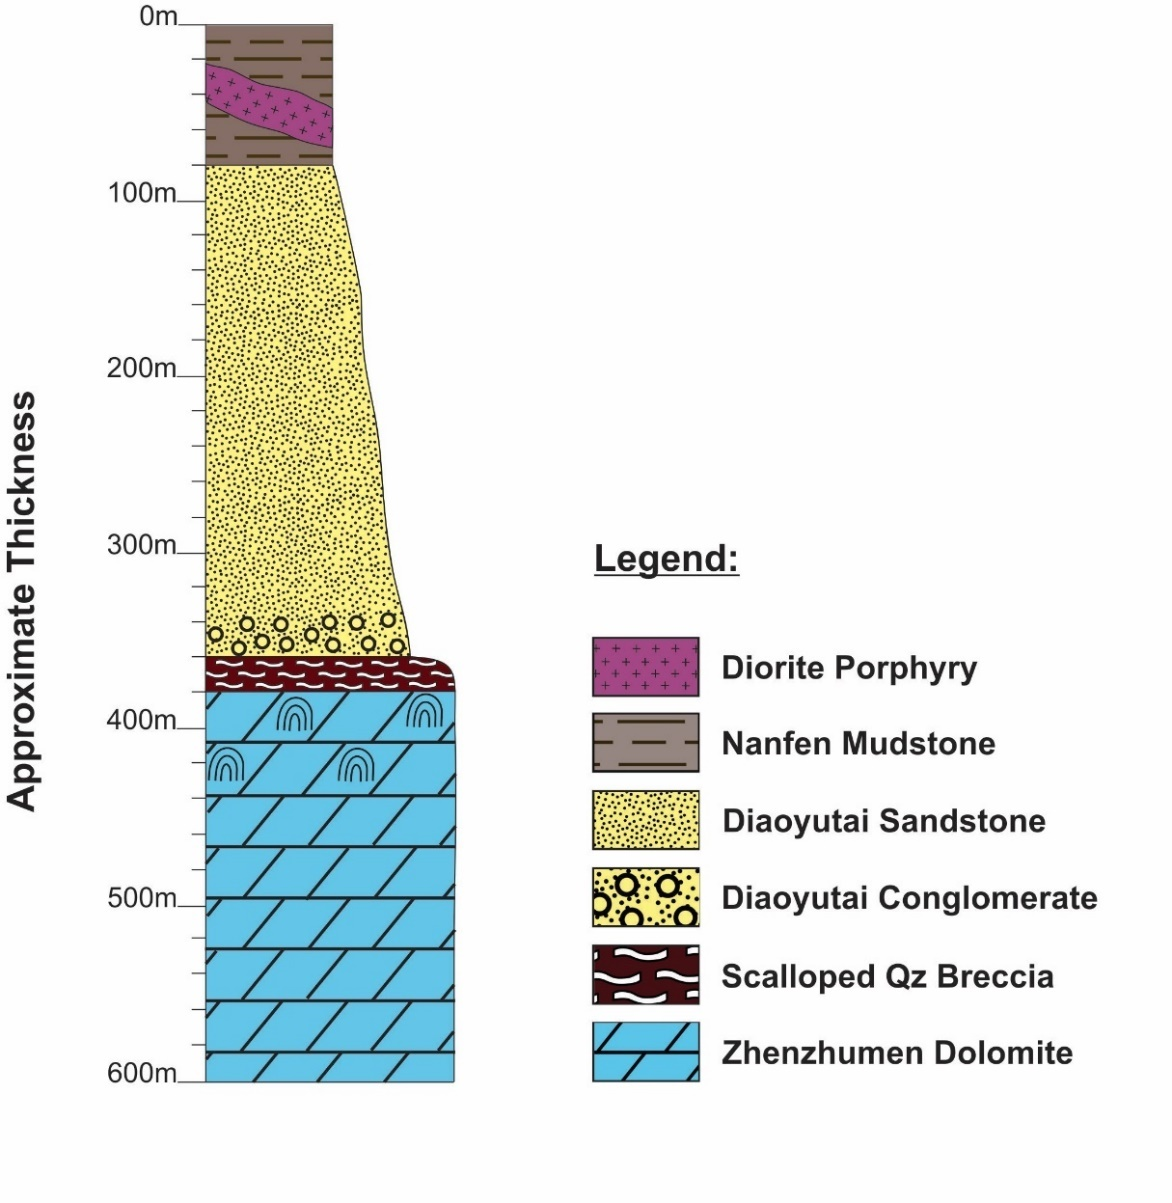 0m
100m
200m
300m
400m
500m
600m
Approximate Thickness
Legend:
Diorite Porphyry
Nanfen Mudstone
Diaoyutai Sandstone
Diaoyutai Conglomerate
Scalloped Qz Breccia
Zhenzhumen Dolomite